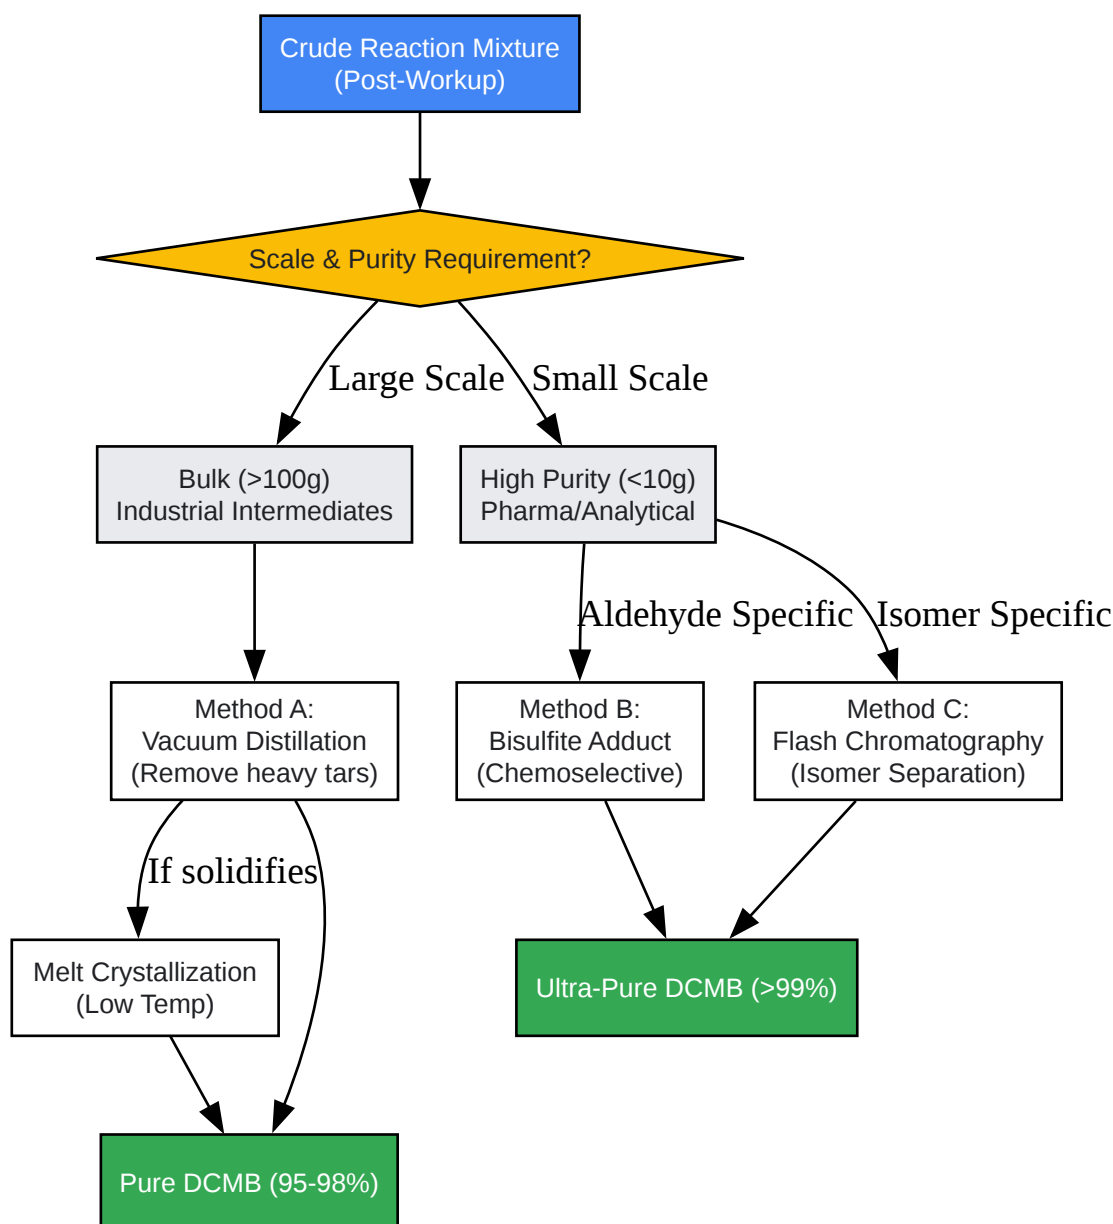 Crude Reaction Mixture
(Post-Workup)
Scale & Purity Requirement?
Large Scale
Small Scale
Bulk (>100g)
Industrial Intermediates
High Purity (<10g)
Pharma/Analytical
Aldehyde Specific
Isomer Specific
Method A:
Vacuum Distillation
(Remove heavy tars)
Method B:
Bisulfite Adduct
(Chemoselective)
Method C:
Flash Chromatography
(Isomer Separation)
If solidifies
Melt Crystallization
(Low Temp)
Ultra-Pure DCMB (>99%)
Pure DCMB (95-98%)